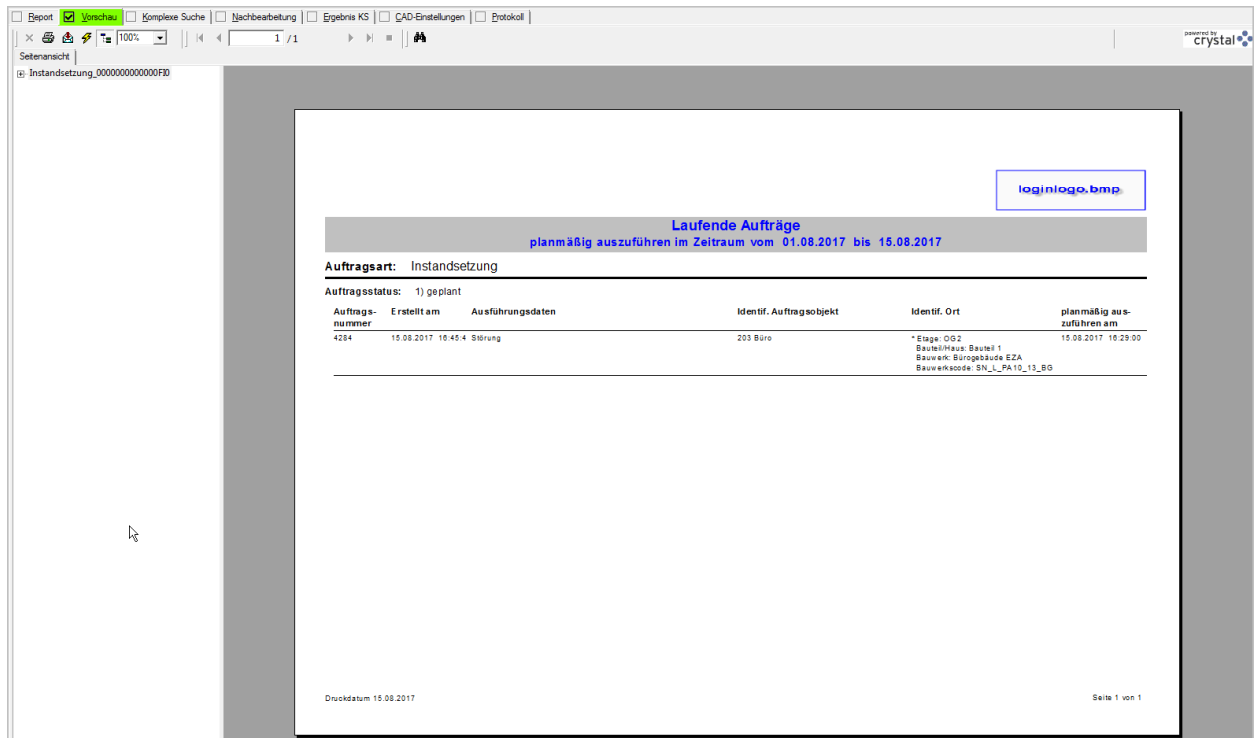 Report Vorschau Komplexe Suche Nachbearbeitung Ergebnis KS CAD-Einstellungen Protokoll
100% 1 /1
powered by
crystal
Seitenansicht
Instandsetzung_0000000000000FI0
loginlogo.bmp
Laufende Aufträge
planmäßig auszuführen im Zeitraum vom 01.08.2017 bis 15.08.2017
Auftragsart: Instandsetzung
Auftragsstatus: 1) geplant
Auftrags- Erstellt am Ausführungsdaten Identif. Auftragsobjekt Identif. Ort planmäßig aus-
nummer zuführen am
4284 15.08.2017 16:45:4 Störung 203 Büro * Etage: OG2 15.08.2017 16:29:00
Bauteil/Haus: Bauteil 1
Bauwerk: Bürogebäude EZA
Bauwerkscode: SN_L_PA10_13_BG
Druckdatum 15.08.2017 Seite 1 von 1